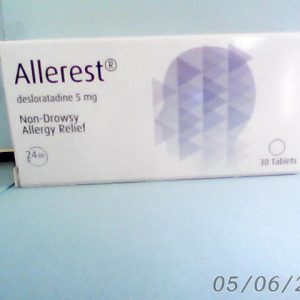 Allerest®
desloratadine 5 mg
Non-Drowsy
Allergy Relief
24
30 Tablets
05/06/2